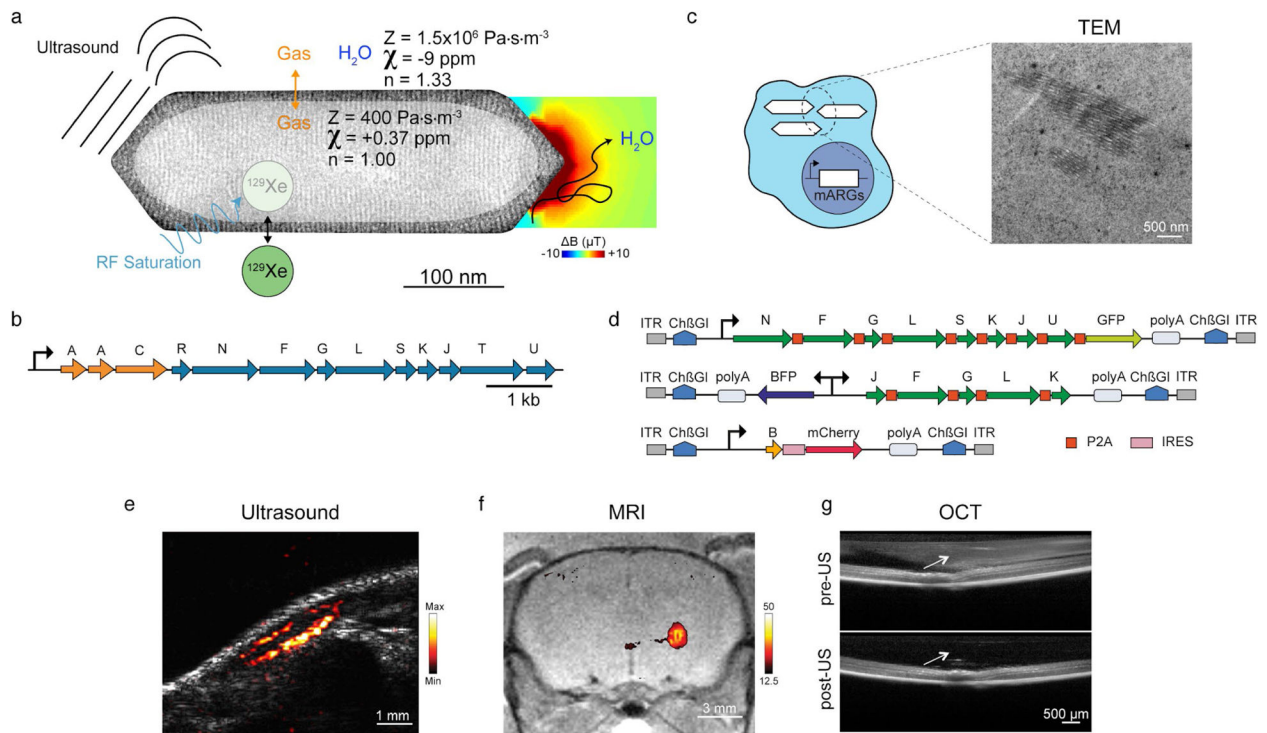 a
Ultrasound
Gas
Gas
H₂O
Z = 1.5x10⁶ Pa·s·m⁻³
χ = -9 ppm
n = 1.33
Z = 400 Pa·s·m⁻³
χ = +0.37 ppm
n = 1.00
H₂O
¹²⁹Xe
¹²⁹Xe
RF Saturation
ΔB (µT)
-10 +10
100 nm
b
A A C R N F G L S K J T U
1 kb
c
TEM
mARGs
500 nm
d
ITR ChßGI N F G L S K J U GFP polyA ChßGI ITR
ITR ChßGI polyA BFP J F G L K polyA ChßGI ITR
ITR ChßGI B mCherry polyA ChßGI ITR
P2A IRES
e
Ultrasound
Max
Min
1 mm
f
MRI
50
12.5
3 mm
g
OCT
pre-US
post-US
500 µm